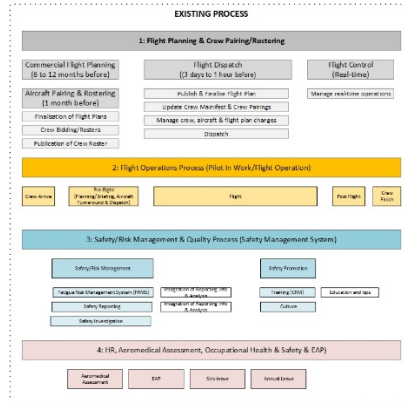 EXISTING PROCESS
1: Flight Planning & Crew Pairing/Rostering
Commercial Flight Planning
(6 to 12 months before)
Flight Dispatch
((3 days to 1 hour before)
Flight Control
(Real-time)
Aircraft Pairing & Rostering
(1 month before)
Finalisation of Flight Plans
Crew Bidding/Rosters
Publication of Crew Roster
Publish & Finalise Flight Plan
Update Crew Mainifest & Crew Pairings
Manage crew, aircraft & flight plan changes
Dispatch
Manage real-time operations
2: Flight Operations Process (Pilot In Work/Flight Operation)
Crew Arrive
Pre-flight
(Planning/Briefing, Aircraft
Turnaround & Dispatch)
Flight
Post Flight
Crew
Finish
3: Safety/Risk Management & Quality Process (Safety Management System)
Safety/Risk Management
Safety Promotion
Fatigue Risk Management System (FRMS)
Integration of Reporting Info
& Analysis
Training (CRM)
Education and tips
Safety Reporting
Integration of Reporting Info
& Analysis
Culture
Safety Investigation
4: HR, Aeromedical Assessment, Occupational Health & Safety & EAP)
Aeromedical
Assessment
EAP
Sick-leave
Annual Leave